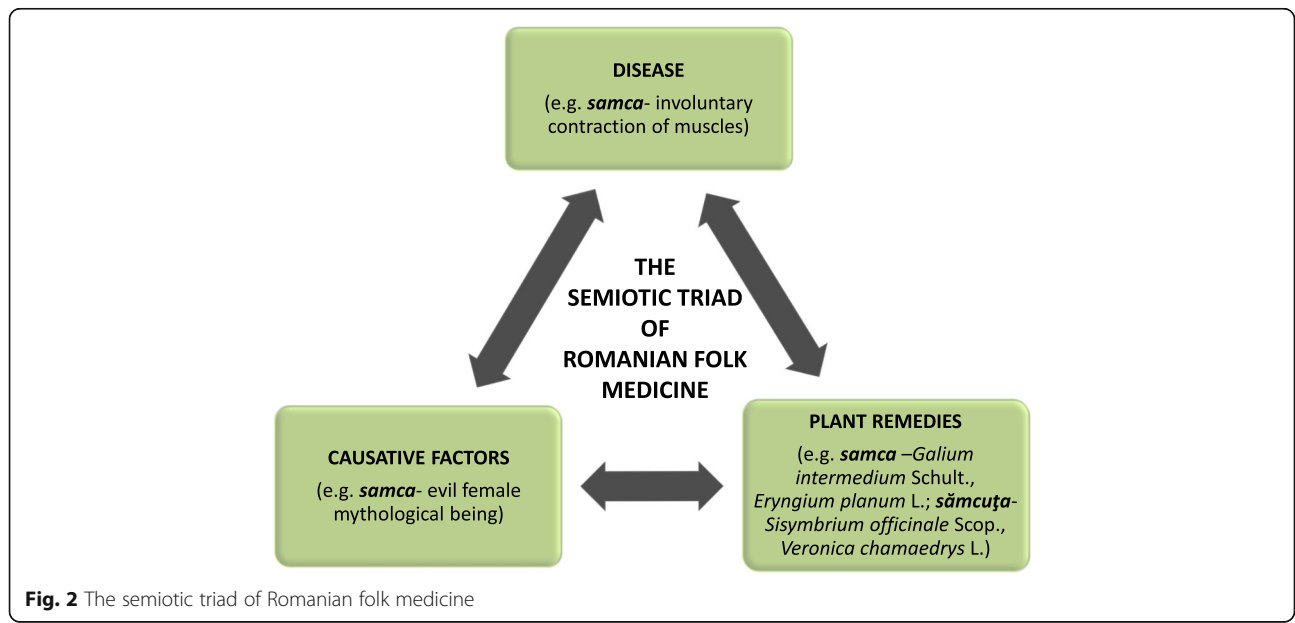 DISEASE
(e.g. samca- involuntary
contraction of muscles)
THE
SEMIOTIC TRIAD
OF
ROMANIAN FOLK
MEDICINE
CAUSATIVE FACTORS
(e.g. samca- evil female
mythological being)
PLANT REMEDIES
(e.g. samca –Galium
intermedium Schult.,
Eryngium planum L.; sămcuţa-
Sisymbrium officinale Scop.,
Veronica chamaedrys L.)
Fig. 2 The semiotic triad of Romanian folk medicine